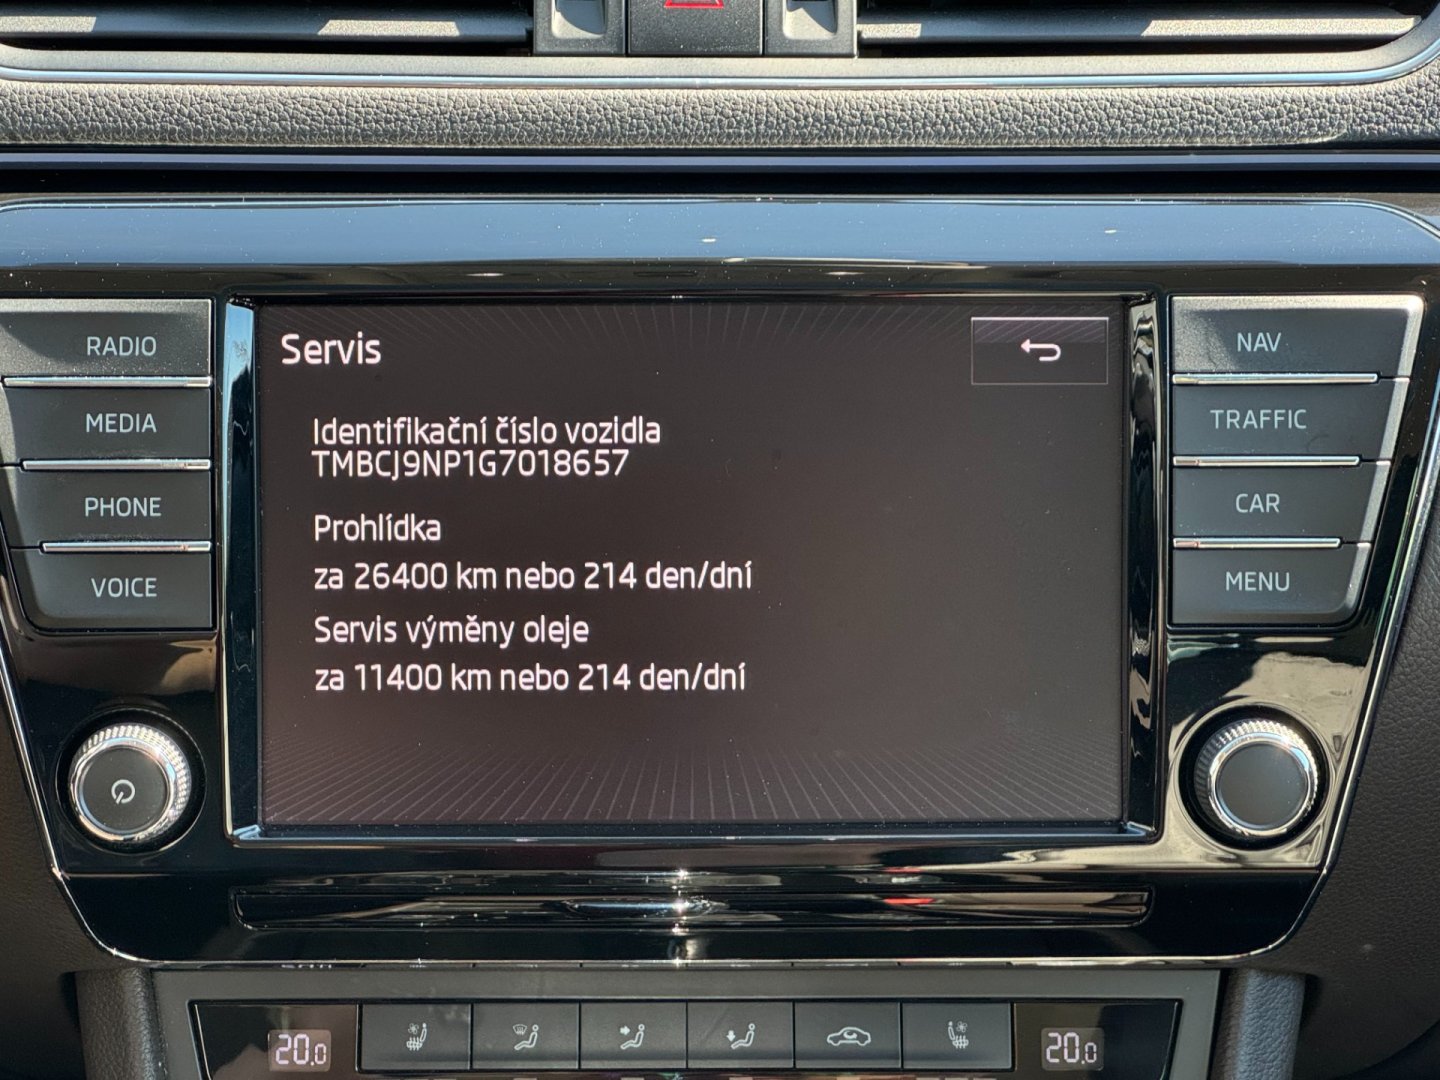 Servis
RADIO
NAV
MEDIA
TRAFFIC
Identifikační číslo vozidla
TMBCJ9NP1G7018657
PHONE
CAR
Prohlídka
za 26400 km nebo 214 den/dní
VOICE
MENU
Servis výměny oleje
za 11400 km nebo 214 den/dní
20.0
20.0